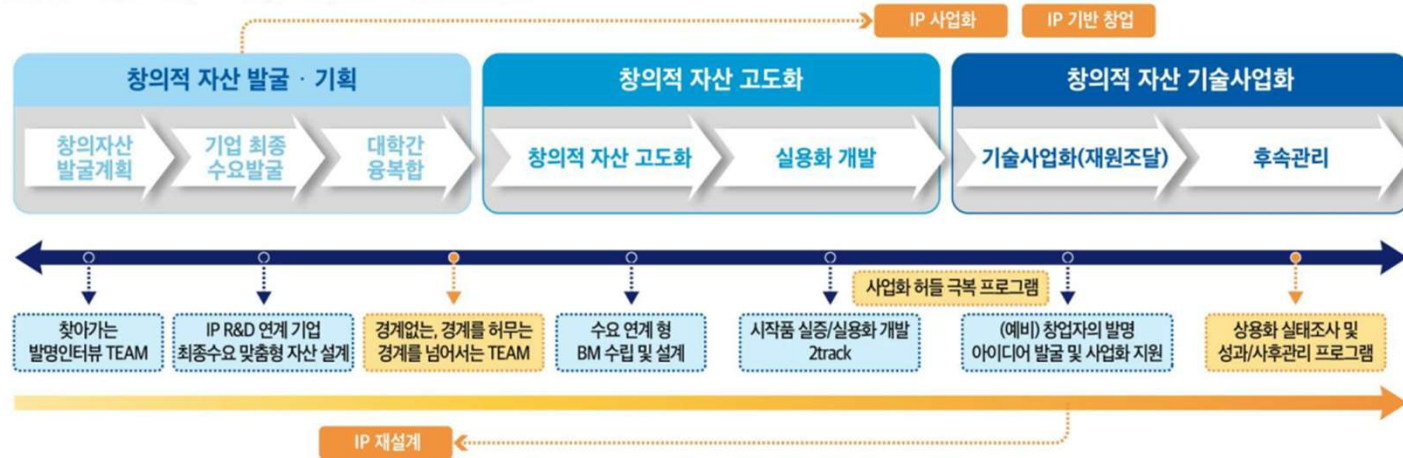 IP 사업화
IP 기반 창업
창의적 자산 발굴 · 기획
창의자산
발굴계획
기업 최종
수요발굴
대학간
융복합
창의적 자산 고도화
창의적 자산 고도화
실용화 개발
창의적 자산 기술사업화
기술사업화(재원조달)
후속관리
사업화 허들 극복 프로그램
찾아가는
발명인터뷰 TEAM
IP R&D 연계 기업
최종수요 맞춤형 자산 설계
경계없는, 경계를 허무는
경계를 넘어서는 TEAM
수요 연계 형
BM 수립 및 설계
시작품 실증/실용화 개발
2track
(예비) 창업자의 발명
아이디어 발굴 및 사업화 지원
상용화 실태조사 및
성과/사후관리 프로그램
IP 재설계